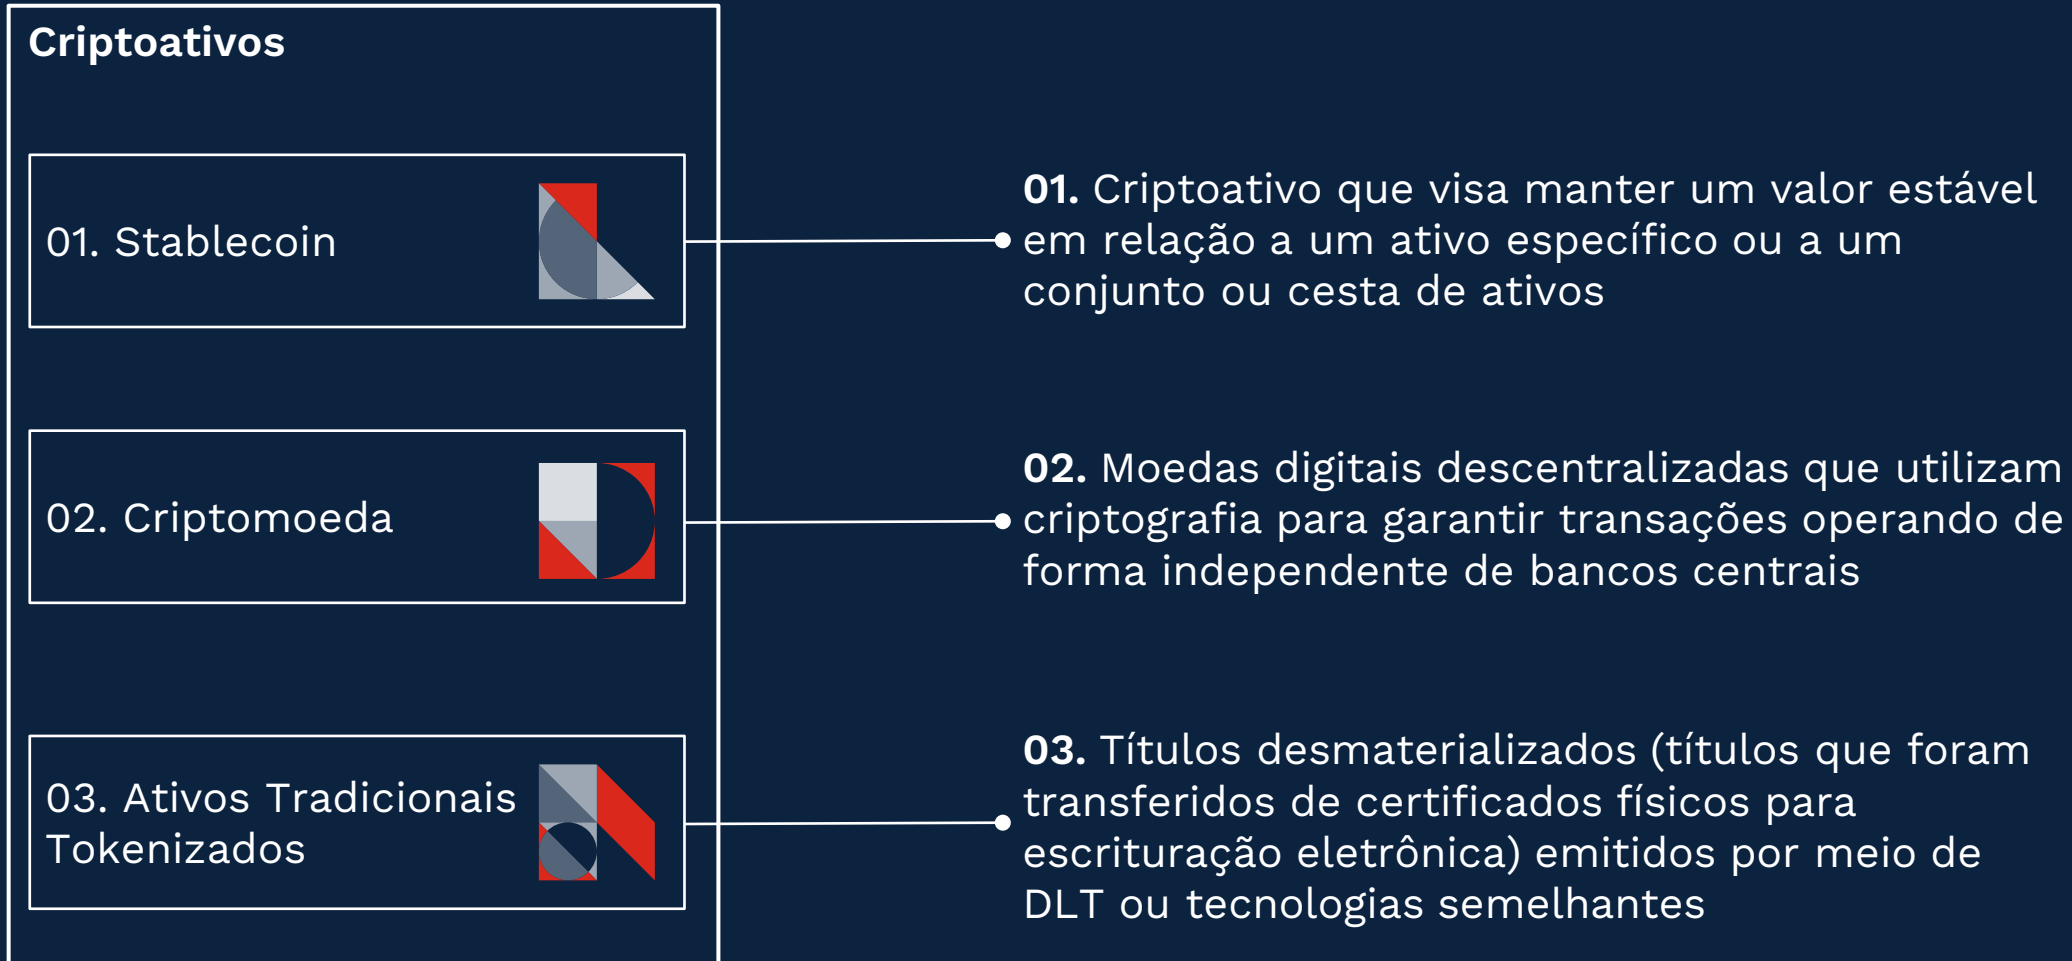 Criptoativos
01. Stablecoin
01. Criptoativo que visa manter um valor estável
em relação a um ativo específico ou a um
conjunto ou cesta de ativos
02. Criptomoeda
02. Moedas digitais descentralizadas que utilizam
criptografia para garantir transações operando de
forma independente de bancos centrais
03. Ativos Tradicionais
Tokenizados
03. Títulos desmaterializados (títulos que foram
transferidos de certificados físicos para
escrituração eletrônica) emitidos por meio de
DLT ou tecnologias semelhantes